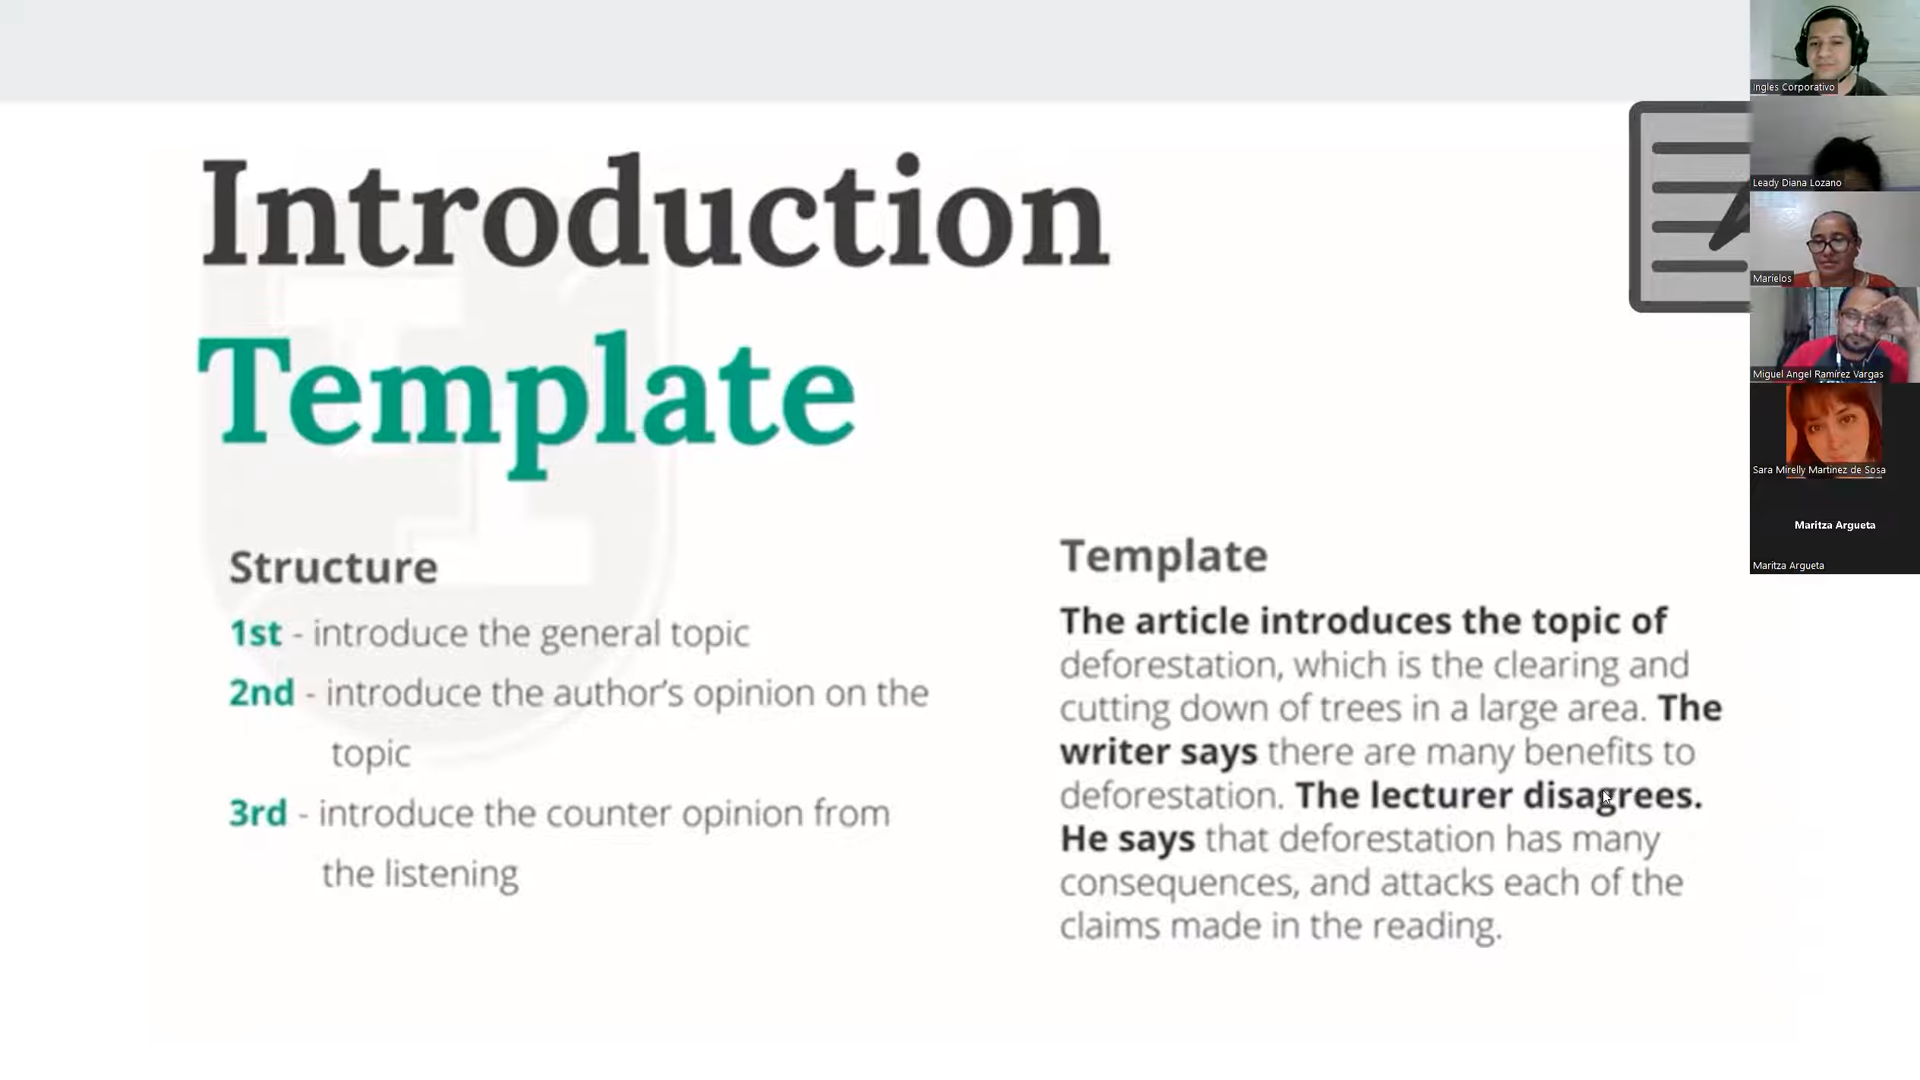 Introduction
Template
Structure
1st - introduce the general topic
2nd - introduce the author's opinion on the
topic
3rd - introduce the counter opinion from
the listening
Template
The article introduces the topic of
deforestation, which is the clearing and
cutting down of trees in a large area. The
writer says there are many benefits to
deforestation. The lecturer disagrees.
He says that deforestation has many
consequences, and attacks each of the
claims made in the reading.
Ingles Corporativo
Leady Diana Lozano
Marielos
Miguel Angel Ramírez Vargas
Sara Mirelly Martinez de Sosa
Maritza Argueta
Maritza Argueta